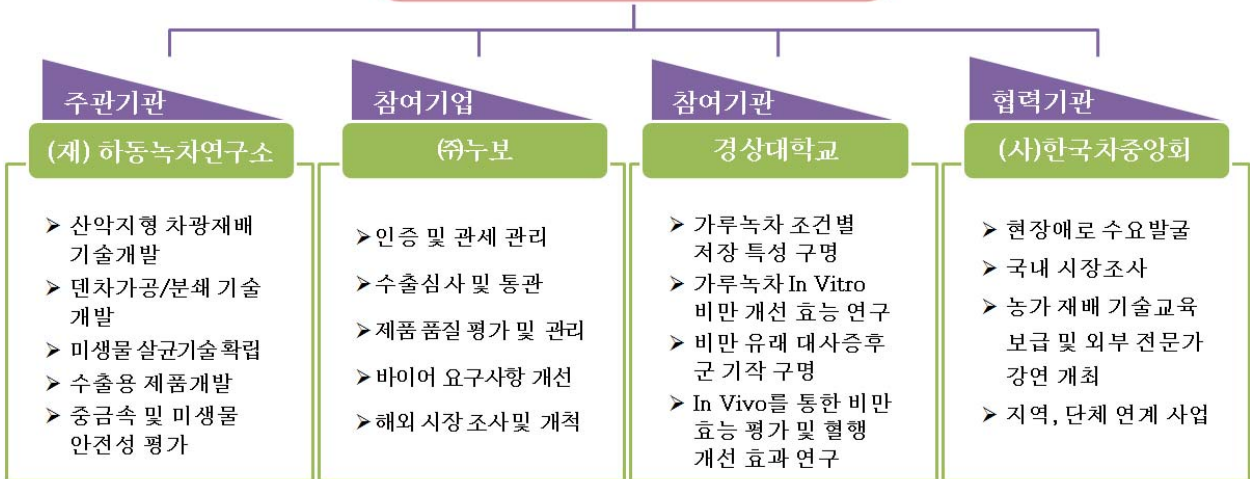 주관기관
(재) 하동녹차연구소
➢ 산악지형 차광재배
기술개발
➢ 덴차가공/분쇄 기술
개발
➢ 미생물 살균기술 확립
➢ 수출용 제품개발
➢ 중금속 및 미생물
안전성 평가
참여기업
㈜누보
➢ 인증 및 관세 관리
➢ 수출심사 및 통관
➢ 제품 품질 평가 및 관리
➢ 바이어 요구사항 개선
➢ 해외 시장 조사 및 개척
참여기관
경상대학교
➢ 가루녹차 조건별
저장 특성 구명
➢ 가루녹차 In Vitro
비만 개선 효능 연구
➢ 비만 유래 대사증후
군 기작 구명
➢ In Vivo를 통한 비만
효능 평가 및 혈행
개선 효과 연구
협력기관
(사)한국차중앙회
➢ 현장애로 수요발굴
➢ 국내 시장조사
➢ 농가 재배 기술교육
보급 및 외부 전문가
강연 개최
➢ 지역, 단체 연계 사업